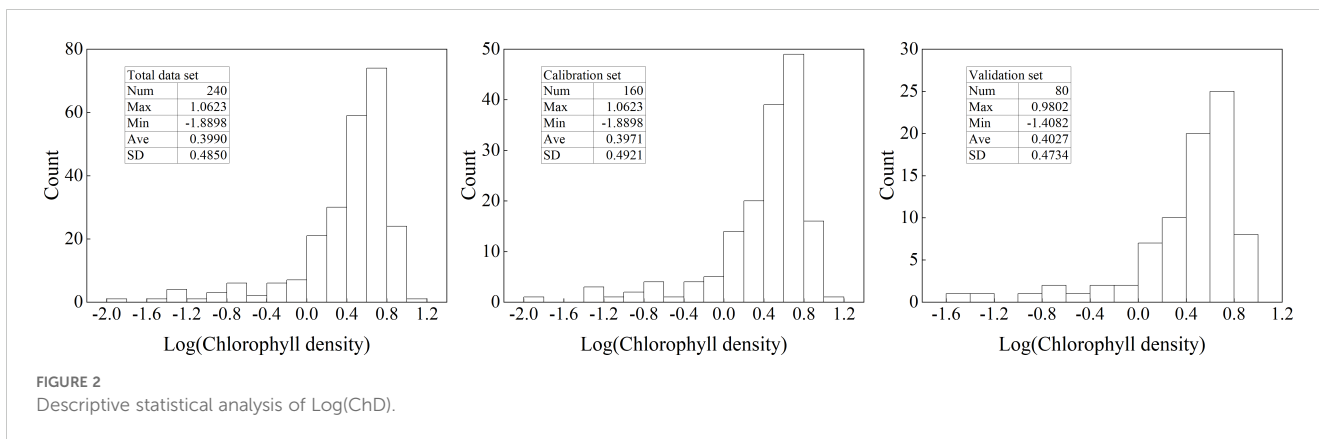 80
60
40
20
0
Count
Total data set
Num 240
Max 1.0623
Min -1.8898
Ave 0.3990
SD 0.4850
-2.0 -1.6 -1.2 -0.8 -0.4 0.0 0.4 0.8 1.2
Log(Chlorophyll density)
50
40
30
20
10
0
Count
Calibration set
Num 160
Max 1.0623
Min -1.8898
Ave 0.3971
SD 0.4921
-2.0 -1.6 -1.2 -0.8 -0.4 0.0 0.4 0.8 1.2
Log(Chlorophyll density)
30
25
20
15
10
5
0
Count
Validation set
Num 80
Max 0.9802
Min -1.4082
Ave 0.4027
SD 0.4734
-1.6 -1.2 -0.8 -0.4 0.0 0.4 0.8 1.2
Log(Chlorophyll density)
FIGURE 2
Descriptive statistical analysis of Log(ChD).